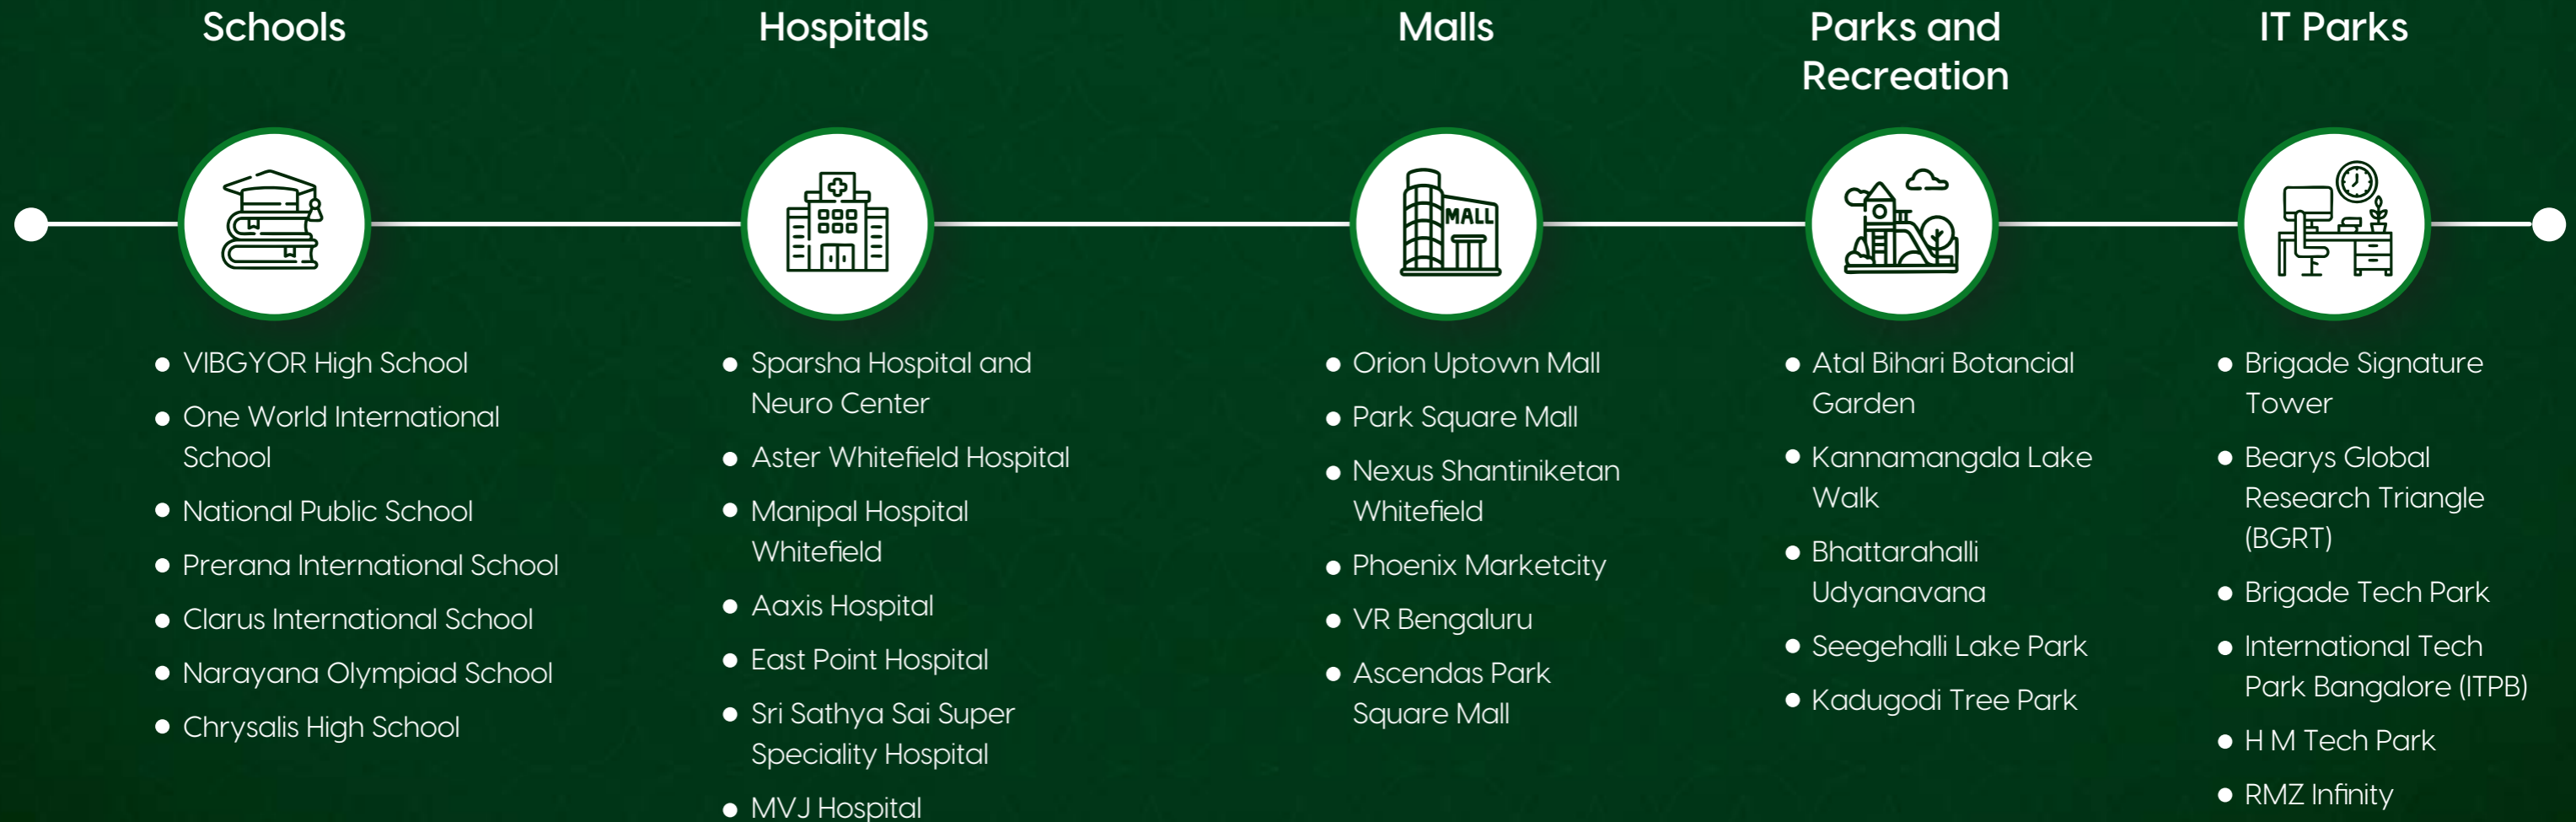 Schools
VIBGYOR High School
One World International
School
National Public School
Prerana International School
Clarus International School
Narayana Olympiad School
Chrysalis High School
Hospitals
Sparsha Hospital and
Neuro Center
Aster Whitefield Hospital
Manipal Hospital
Whitefield
Aaxis Hospital
East Point Hospital
Sri Sathya Sai Super
Speciality Hospital
MVJ Hospital
Malls
MALL
Orion Uptown Mall
Park Square Mall
Nexus Shantiniketan
Whitefield
Phoenix Marketcity
VR Bengaluru
Ascendas Park
Square Mall
Parks and
Recreation
Atal Bihari Botancial
Garden
Kannamangala Lake
Walk
Bhattarahalli
Udyanavana
Seegehalli Lake Park
Kadugodi Tree Park
IT Parks
Brigade Signature
Tower
Bearys Global
Research Triangle
(BGRT)
Brigade Tech Park
International Tech
Park Bangalore (ITPB)
H M Tech Park
RMZ Infinity